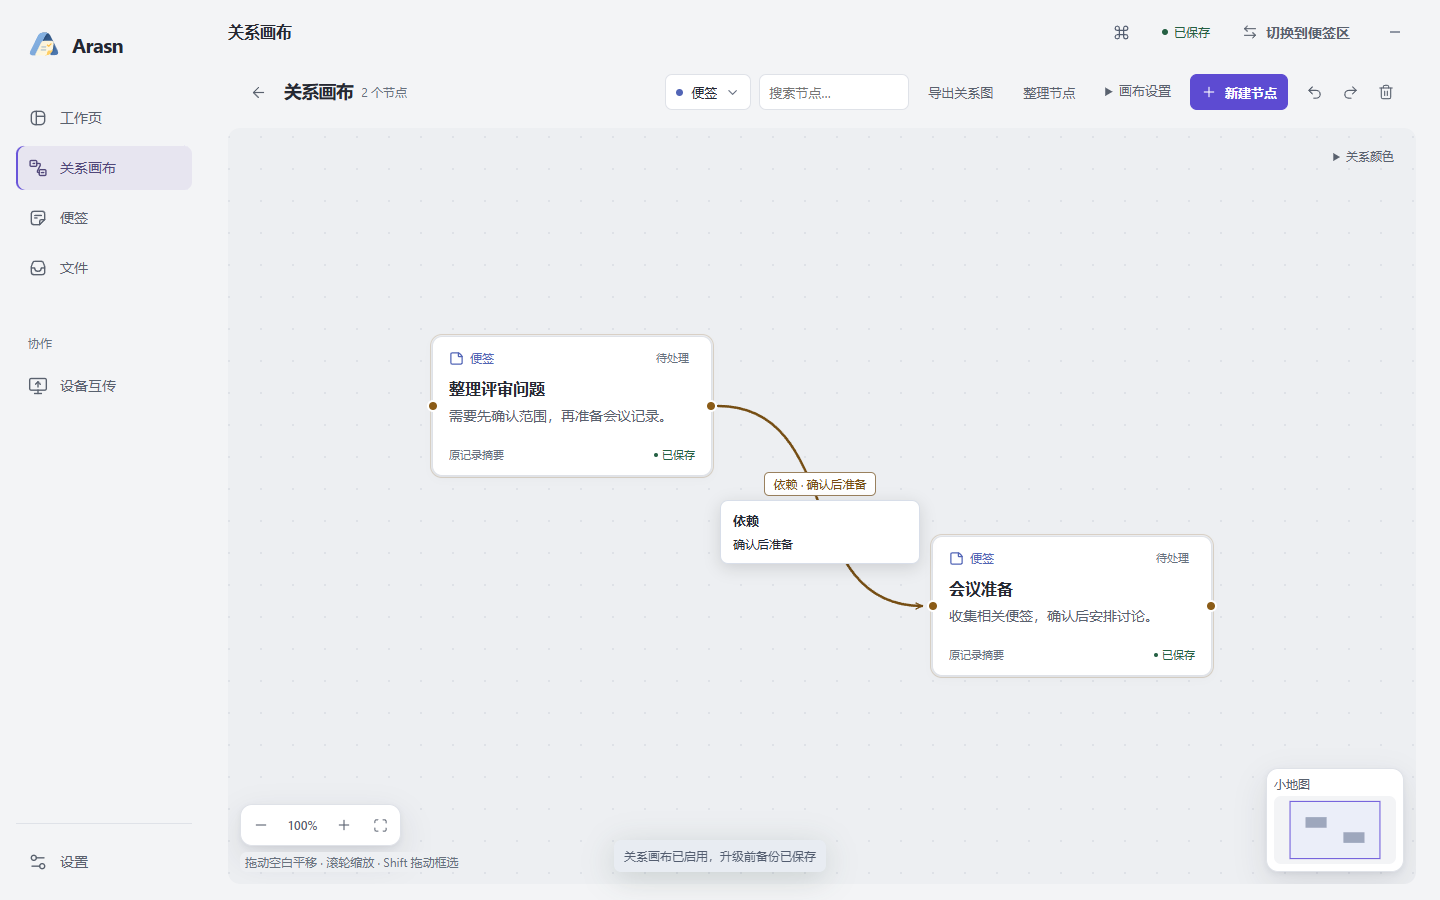 Arasn
工作页
关系画布
便签
文件
协作
设备互传
设置
关系画布
已保存
切换到便签区
关系画布 2 个节点
便签
搜索节点...
导出关系图
整理节点
画布设置
新建节点
关系颜色
便签 待处理
整理评审问题
需要先确认范围，再准备会议记录。
原记录摘要 已保存
依赖 · 确认后准备
依赖
确认后准备
便签 待处理
会议准备
收集相关便签，确认后安排讨论。
原记录摘要 已保存
100%
拖动空白平移 · 滚轮缩放 · Shift 拖动框选
关系画布已启用，升级前备份已保存
小地图